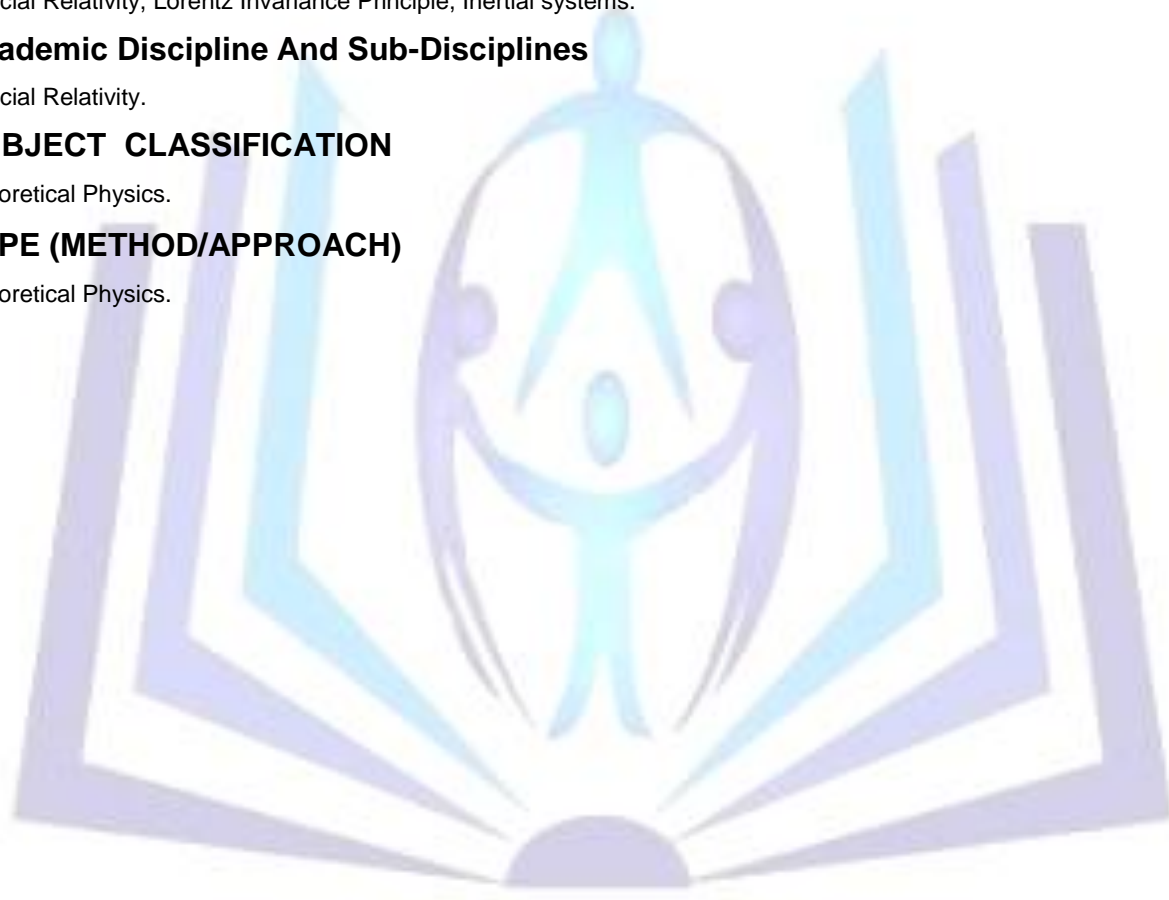 cial Relativity, Lorentz Invariance Principle, Inertial systems.
ademic Discipline And Sub-Disciplines
cial Relativity.
BJECT CLASSIFICATION
oretical Physics.
PE (METHOD/APPROACH)
oretical Physics.